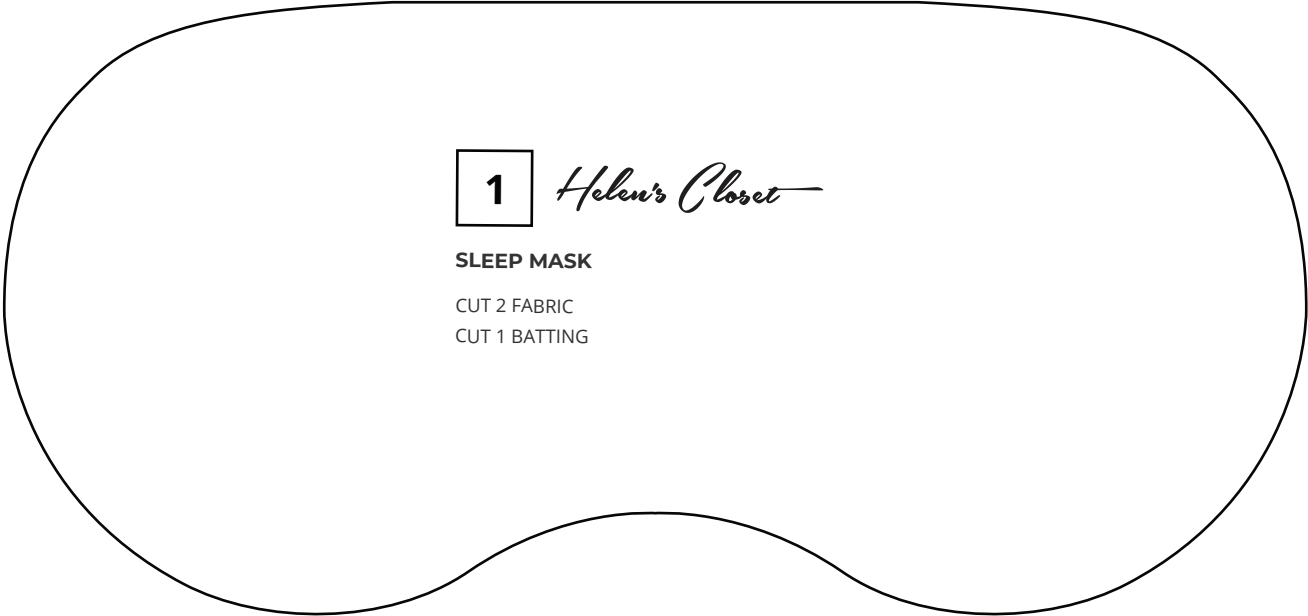 1 Helen's Closet
SLEEP MASK
CUT 2 FABRIC
CUT 1 BATTING